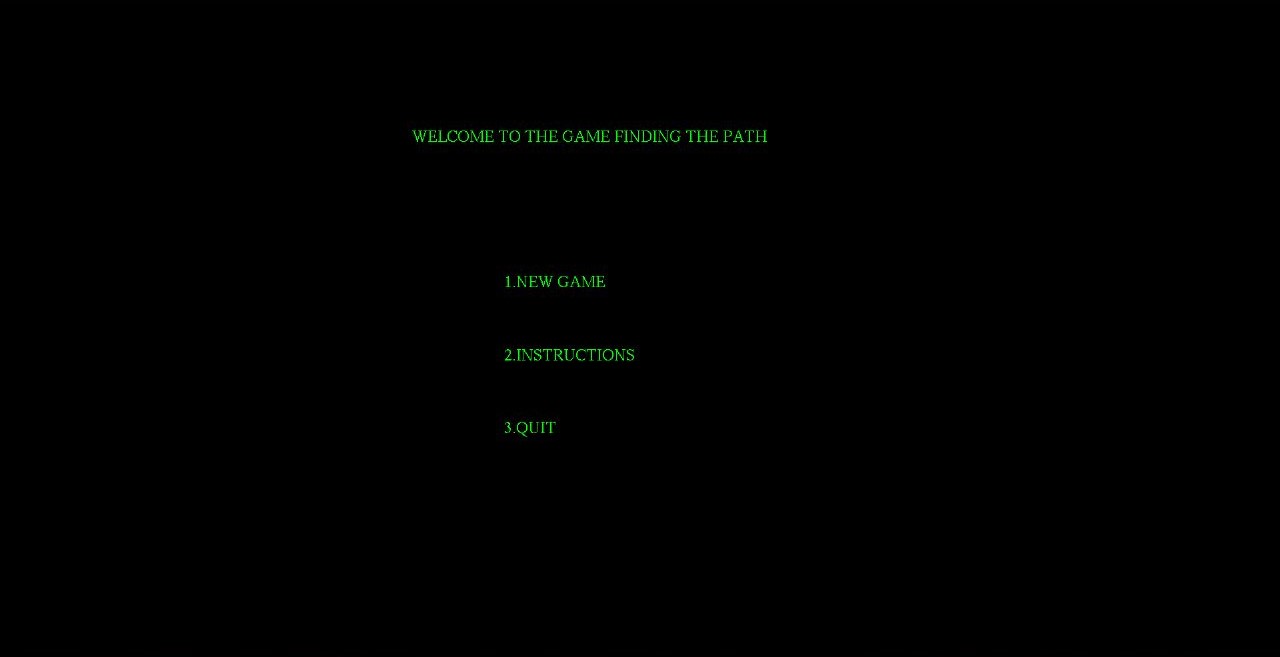 WELCOME TO THE GAME FINDING THE PATH
1.NEW GAME
2.INSTRUCTIONS
3.QUIT